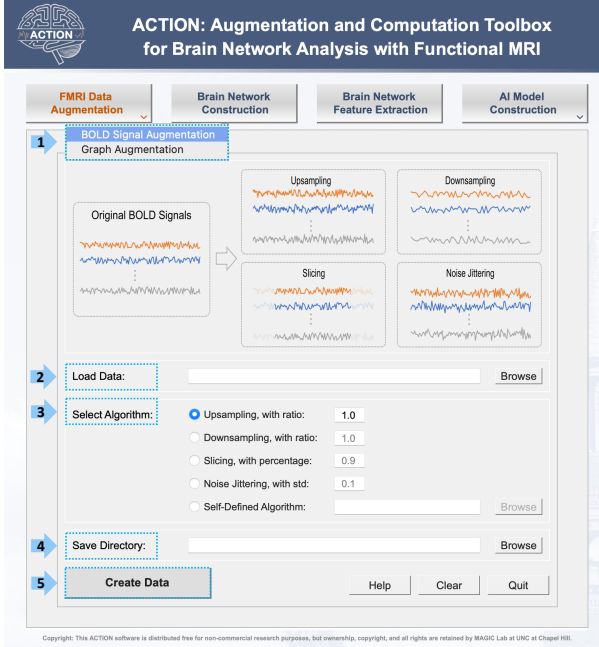 ACTION
ACTION: Augmentation and Computation Toolbox
for Brain Network Analysis with Functional MRI
FMRI Data
Augmentation
Brain Network
Construction
Brain Network
Feature Extraction
AI Model
Construction
1
BOLD Signal Augmentation
Graph Augmentation
Original BOLD Signals
Upsampling
Downsampling
Slicing
Noise Jittering
2
Load Data:
Browse
3
Select Algorithm:
Upsampling, with ratio:
1.0
Downsampling, with ratio:
1.0
Slicing, with percentage:
0.9
Noise Jittering, with std:
0.1
Self-Defined Algorithm:
Browse
4
Save Directory:
Browse
5
Create Data
Help
Clear
Quit
Copyright: This ACTION software is distributed free for non-commercial research purposes, but ownership, copyright, and all rights are retained by MAGIC Lab at UNC at Chapel Hill.